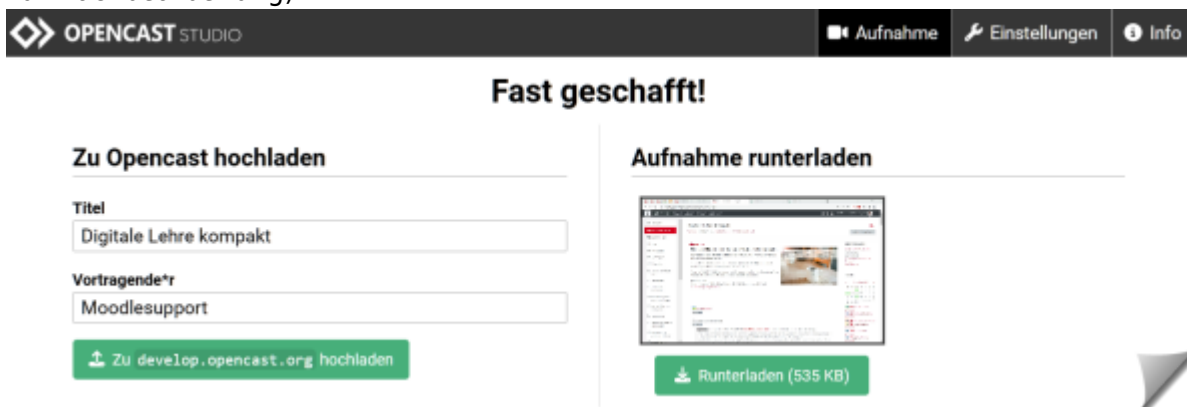 OPENCAST STUDIO
Aufnahme
Einstellungen
Info
Fast geschafft!
Zu Opencast hochladen
Titel
Digitale Lehre kompakt
Vortragende*r
Moodlesupport
Zu develop.opencast.org hochladen
Aufnahme runterladen
Runterladen (535 KB)